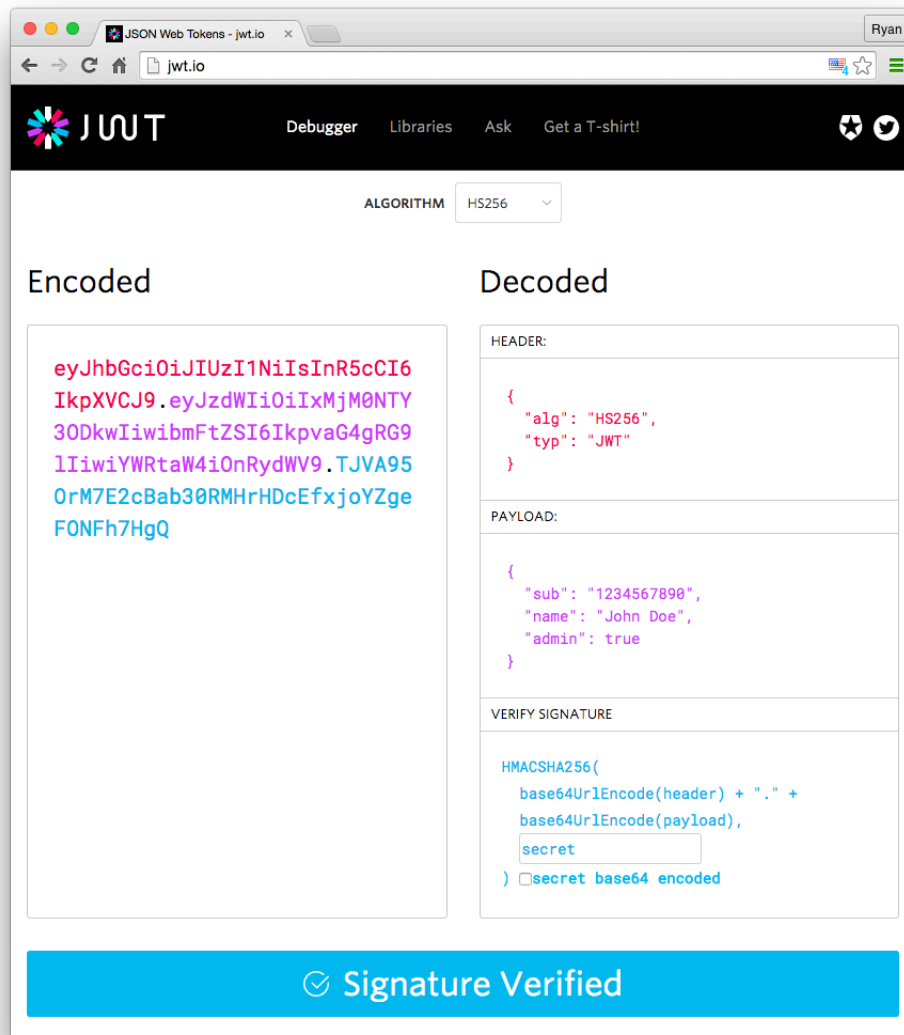 JSON Web Tokens - jwt.io
Ryan
jwt.io
4
JWT
Debugger Libraries Ask Get a T-shirt!
ALGORITHM HS256
Encoded
Decoded
eyJhbGciOiJIUzI1NiIsInR5cCI6
IkpXVCJ9.eyJzdWIiOiIxMjM0NTY
3ODkwIiwibmFtZSI6IkpvaG4gRG9
lIiwiYWRtaW4iOnRydWV9.TJVA95
OrM7E2cBab30RMHrHDcEfxjoYZge
FONFh7HgQ
HEADER:
{
"alg": "HS256",
"typ": "JWT"
}
PAYLOAD:
{
"sub": "1234567890",
"name": "John Doe",
"admin": true
}
VERIFY SIGNATURE
HMACSHA256(
base64UrlEncode(header) + "." +
base64UrlEncode(payload),
secret
) secret base64 encoded
Signature Verified